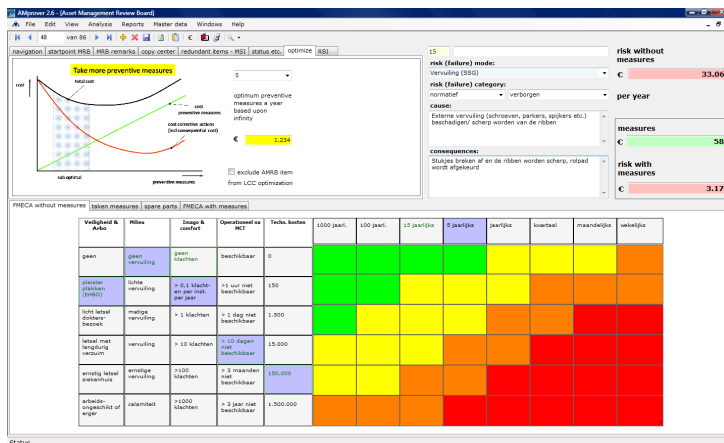 AMprover 2.6 - [Asset Management Review Board]
File Edit View Analysis Reports Master data Windows Help
48 van 86 €
navigation startpoint MRB MRB remarks copy center redundant items - MSI status etc. optimize RBI
Take more preventive measures
cost
total cost
cost
preventive measures
cost corrective actions
(incl consequential cost)
sub optimal
preventive measures
5
optimum preventive
measures a year
based upon
infinity
€ 1.234
exclude AMRB item
from LCC optimization
15
risk (failure) mode:
Vervuiling (SSG)
risk (failure) category:
normatief verborgen
cause:
Externe vervuiling (schroeven, parkers, spijkers etc.)
beschadigen/ scherp worden van de ribben
consequences:
Stukjes breken af en de ribben worden scherp, rolpad
wordt afgekeurd
risk without
measures
€ 33.06
per year
measures
€ 58
risk with
measures
€ 3.17
FMECA without measures taken measures spare parts FMECA with measures
Veiligheid & Arbo Milieu Imago & comfort Operationeel oa MCT Techn. kosten 1000 jaarl. 100 jaarl. 15 jaarlijks 5 jaarlijks jaarlijks kwartaal maandelijks wekelijks
geen geen vervuiling geen klachten beschikbaar 0
pleister plakken (EHBO) lichte vervuiling > 0,1 klacht-en per inst. per jaar >1 uur niet beschikbaar 150
licht letsel dokters-bezoek matige vervuiling > 1 klachten > 1 dag niet beschikbaar 1.500
letsel met langdurig verzuim vervuiling > 10 klachten > 10 dagen niet beschikbaar 15.000
ernstig letsel ziekenhuis ernstige vervuiling >100 klachten > 3 maanden niet beschikbaar 150.000
arbeids-ongeschikt of erger calamiteit >1000 klachten > 3 jaar niet beschikbaar 1.500.000
Status